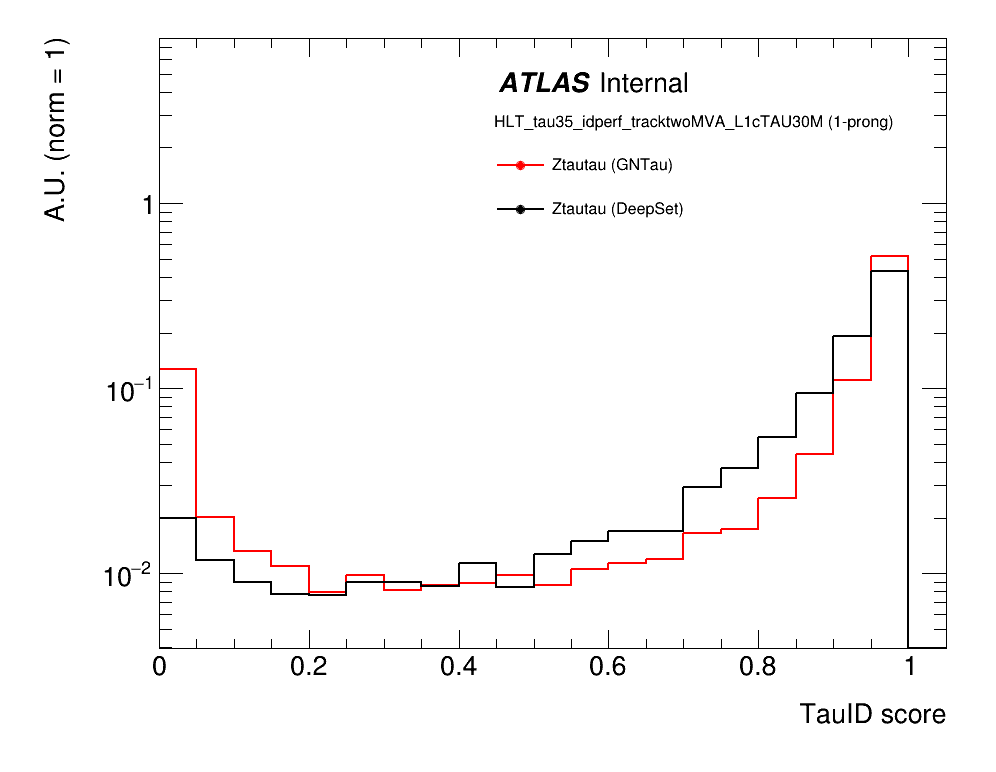 A.U. (norm = 1)
ATLAS Internal
HLT_tau35_idperf_tracktwoMVA_L1cTAU30M (1-prong)
Ztautau (GNTau)
Ztautau (DeepSet)
1
10⁻¹
10⁻²
0 0.2 0.4 0.6 0.8 1
TauID score